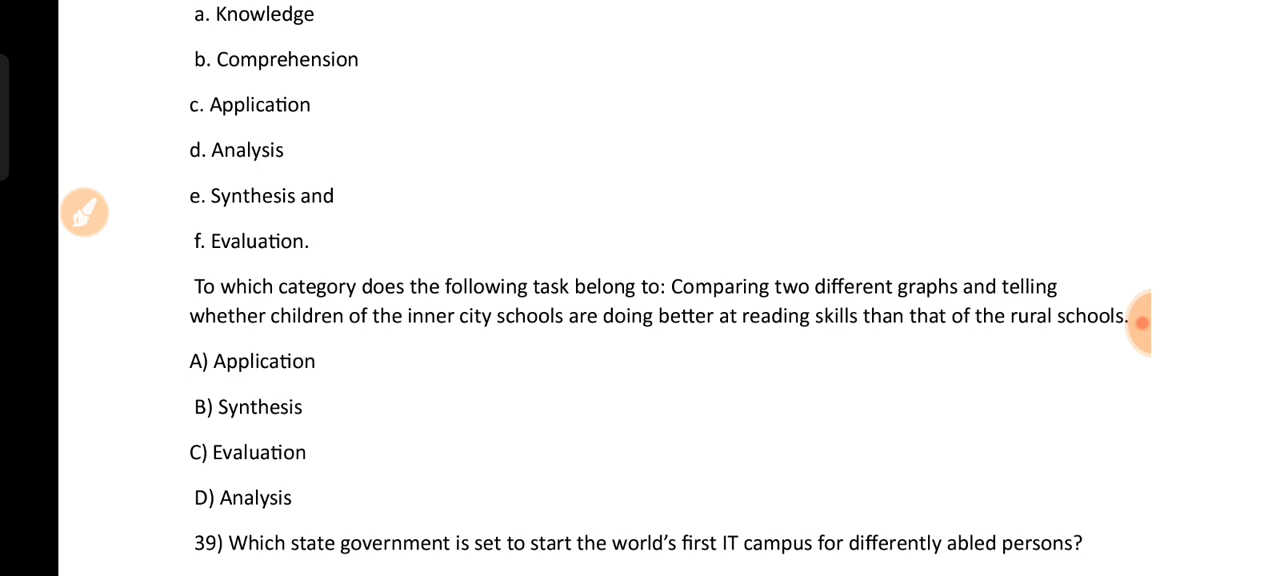 a. Knowledge
b. Comprehension
c. Application
d. Analysis
e. Synthesis and
f. Evaluation.
To which category does the following task belong to: Comparing two different graphs and telling
whether children of the inner city schools are doing better at reading skills than that of the rural schools.
A) Application
B) Synthesis
C) Evaluation
D) Analysis
39) Which state government is set to start the world’s first IT campus for differently abled persons?